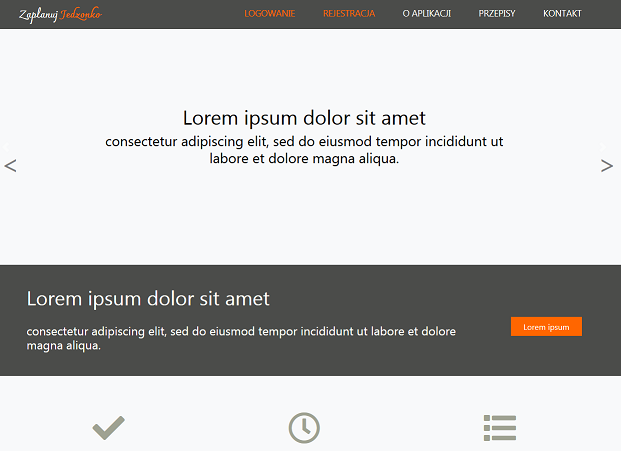 Zaplanuj Jedzonko LOGOWANIE REJESTRACJA O APLIKACJI PRZEPISY KONTAKT
Lorem ipsum dolor sit amet
consectetur adipiscing elit, sed do eiusmod tempor incididunt ut
labore et dolore magna aliqua.
< >
Lorem ipsum dolor sit amet
consectetur adipiscing elit, sed do eiusmod tempor incididunt ut labore et dolore
magna aliqua.
Lorem ipsum